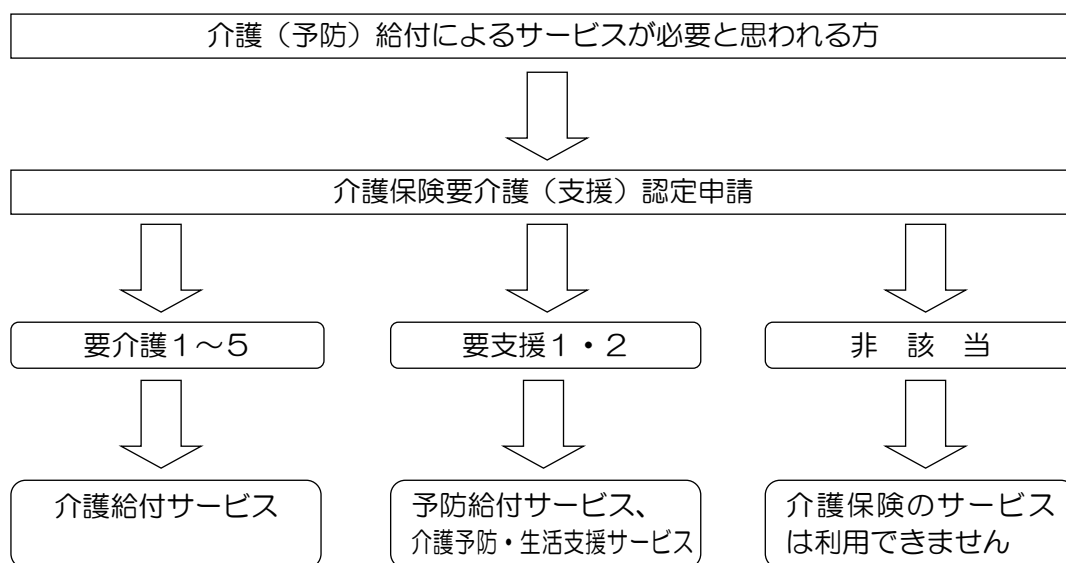 介護（予防）給付によるサービスが必要と思われる方
介護保険要介護（支援）認定申請
要介護１～５
要支援１・２
非　該　当
介護給付サービス
予防給付サービス、
介護予防・生活支援サービス
介護保険のサービス
は利用できません